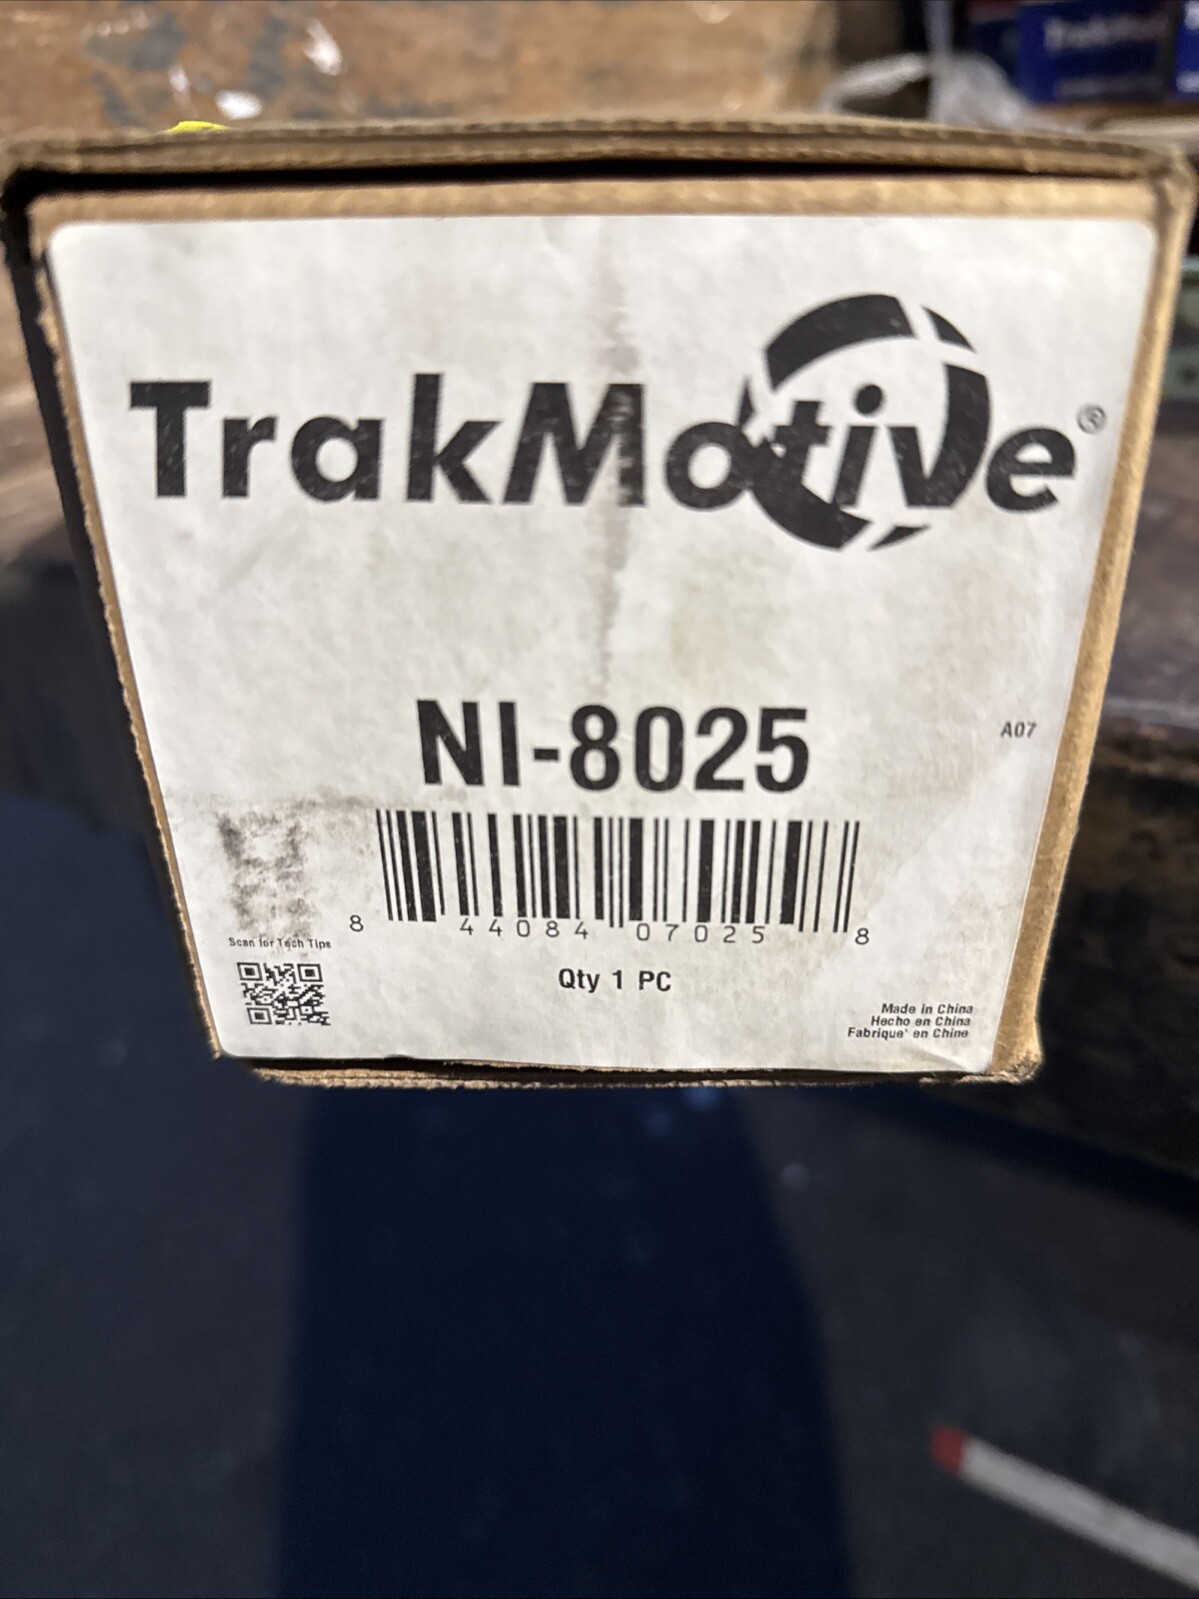 TrakMotive®
NI-8025
A07
8 44084 07025 8
Scan for Tech Tips
Qty 1 PC
Made in China
Hecho en China
Fabrique' en Chine